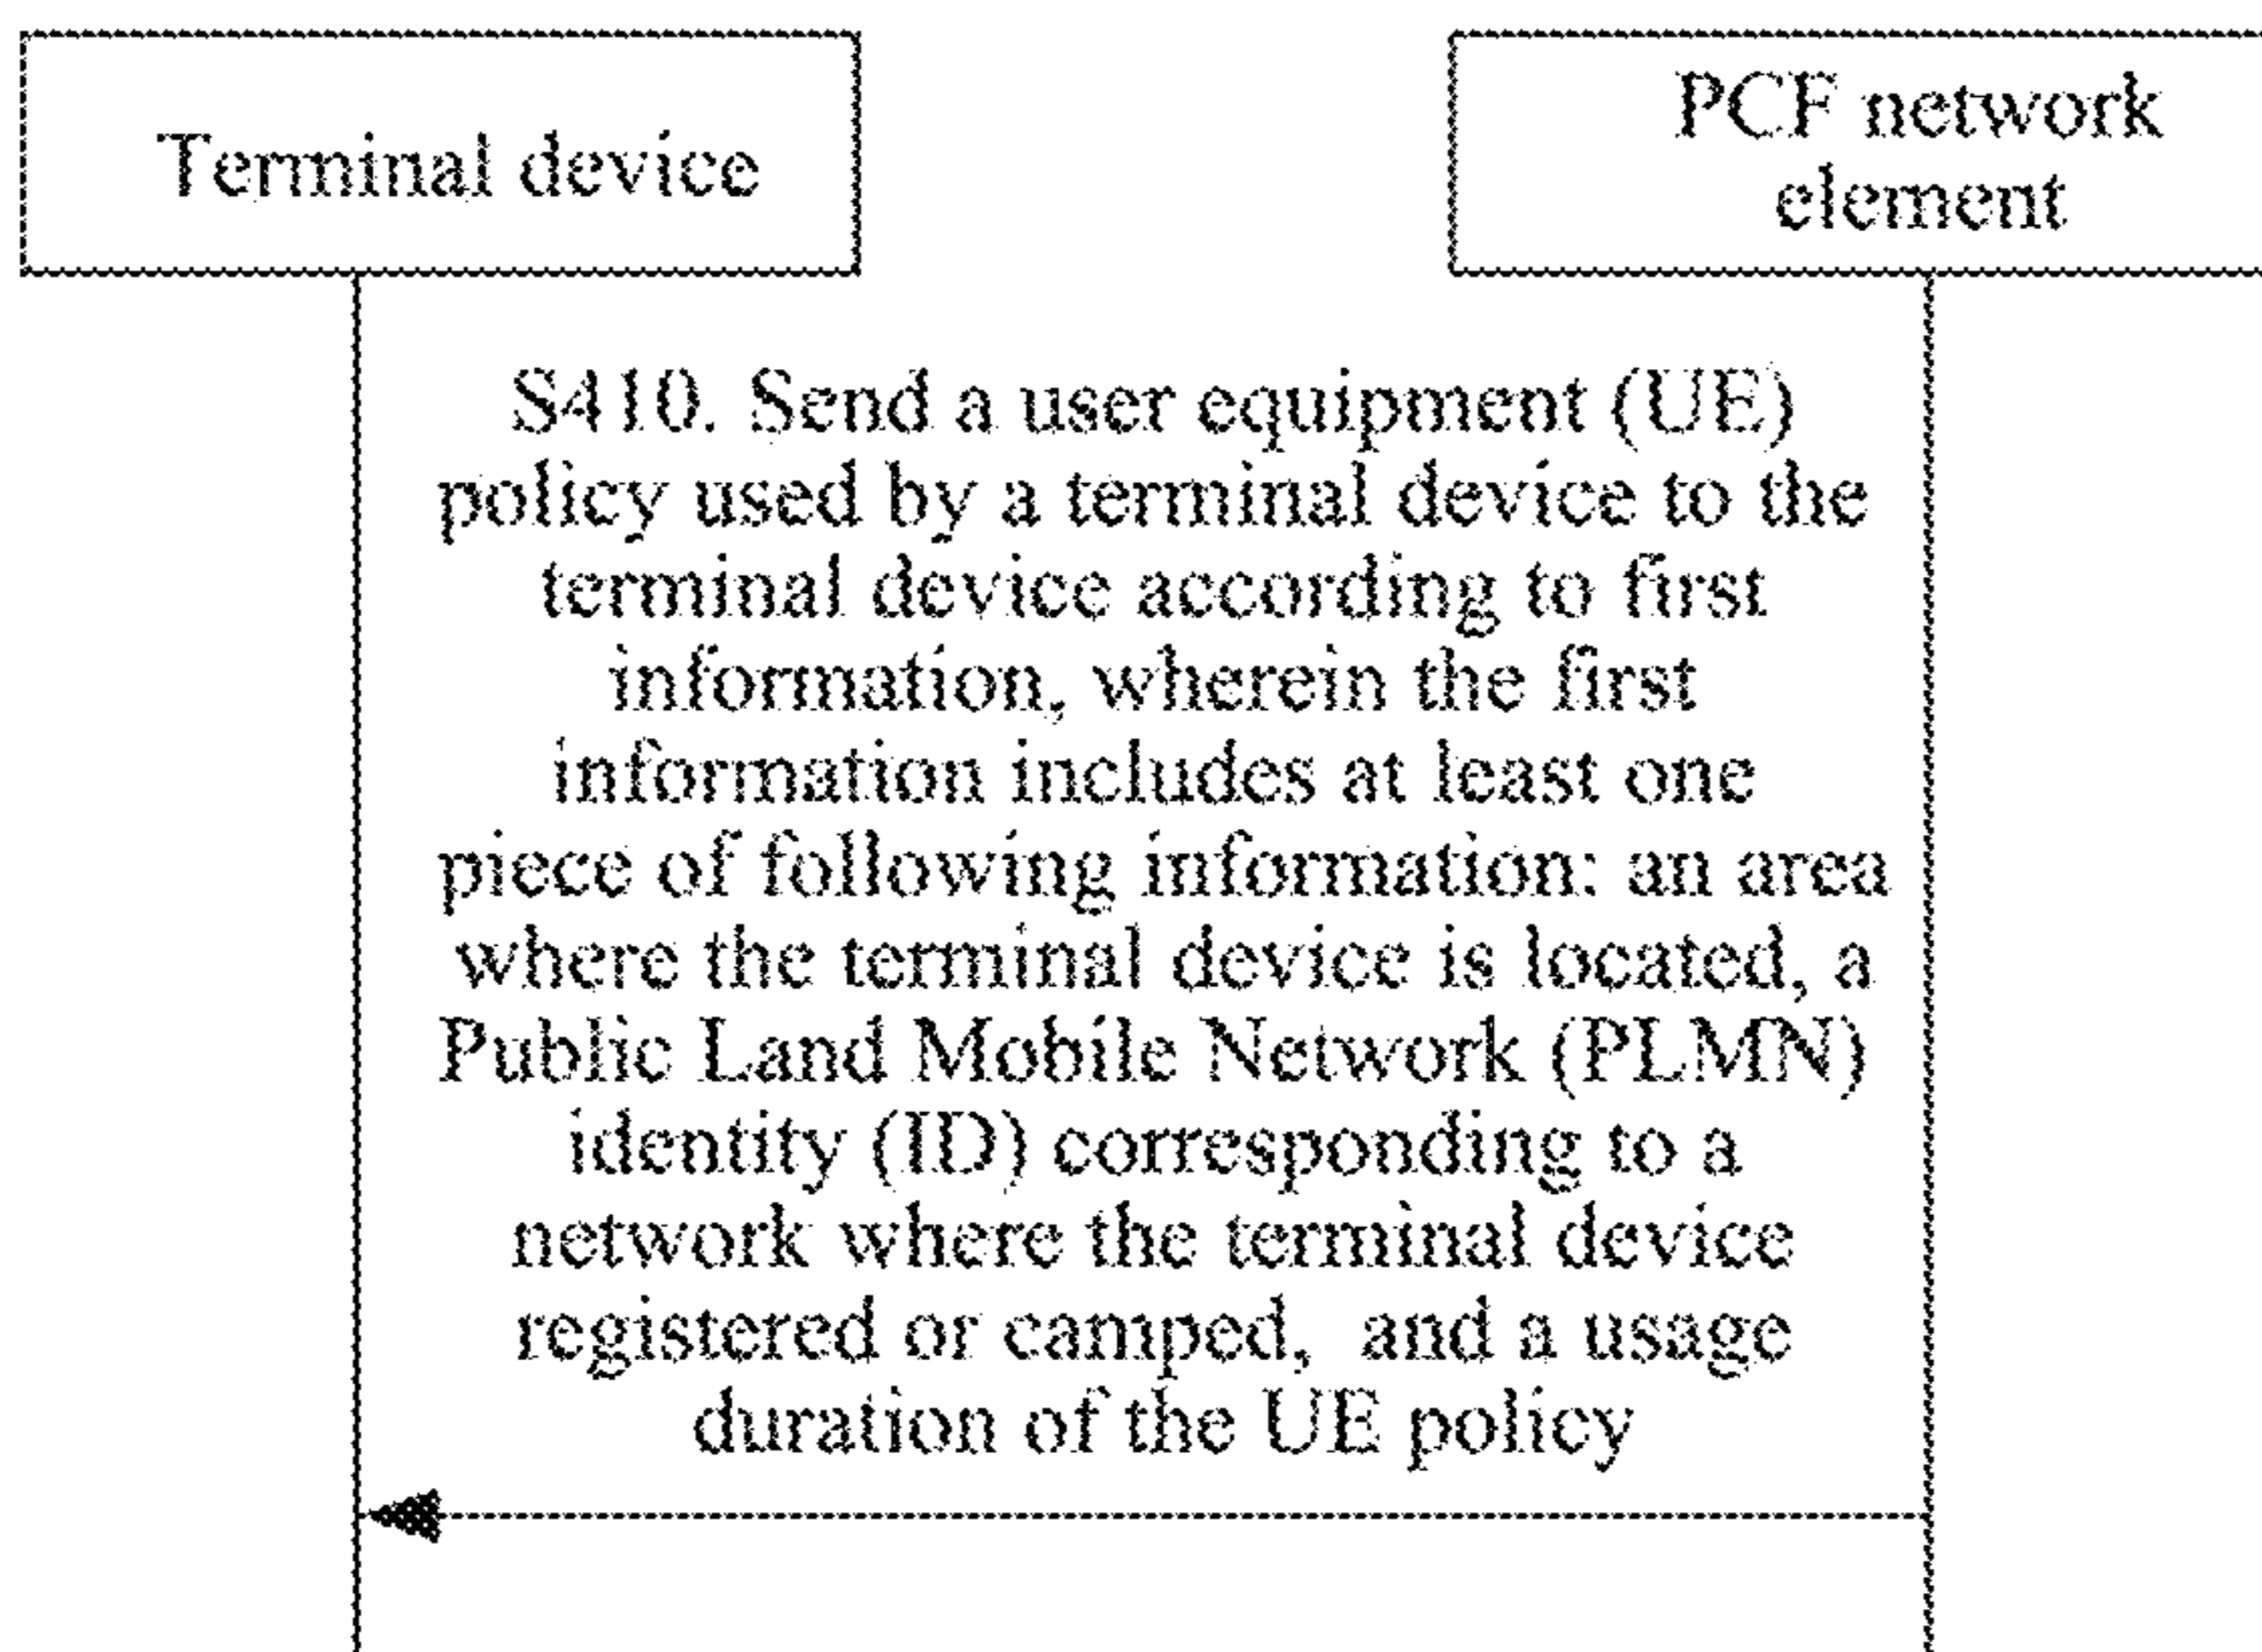 Terminal device
PCF network
element
S410. Send a user equipment (UE)
policy used by a terminal device to the
terminal device according to first
information, wherein the first
information includes at least one
piece of following information: an area
where the terminal device is located, a
Public Land Mobile Network (PLMN)
identity (ID) corresponding to a
network where the terminal device
registered or camped, and a usage
duration of the UE policy